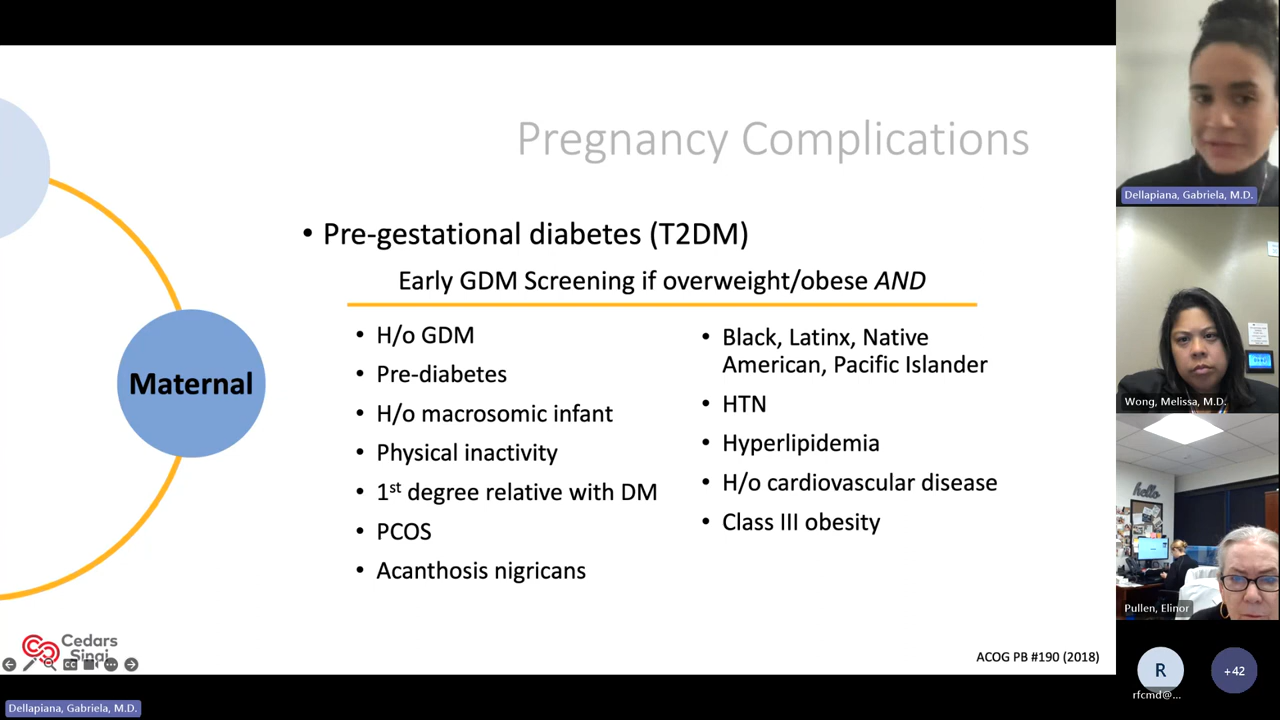 Pregnancy Complications
• Pre-gestational diabetes (T2DM)
Early GDM Screening if overweight/obese AND
• H/o GDM
• Pre-diabetes
• H/o macrosomic infant
• Physical inactivity
• 1st degree relative with DM
• PCOS
• Acanthosis nigricans
• Black, Latinx, Native
American, Pacific Islander
• HTN
• Hyperlipidemia
• H/o cardiovascular disease
• Class III obesity
Maternal
Cedars
Sinai
ACOG PB #190 (2018)
Dellapiana, Gabriela, M.D.
Dellapiana, Gabriela, M.D.
Wong, Melissa, M.D.
hello
Pullen, Elinor
R
rfcmd@...
+42